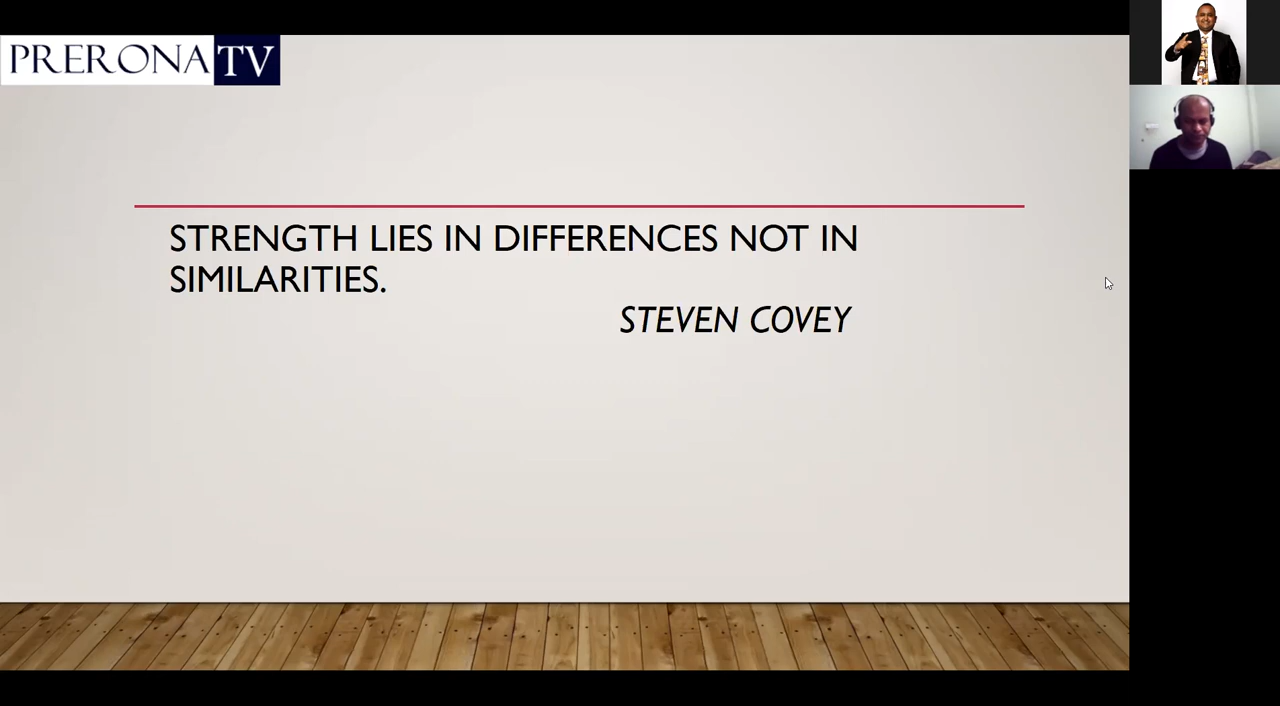 PRERONA TV
STRENGTH LIES IN DIFFERENCES NOT IN
SIMILARITIES.
STEVEN COVEY